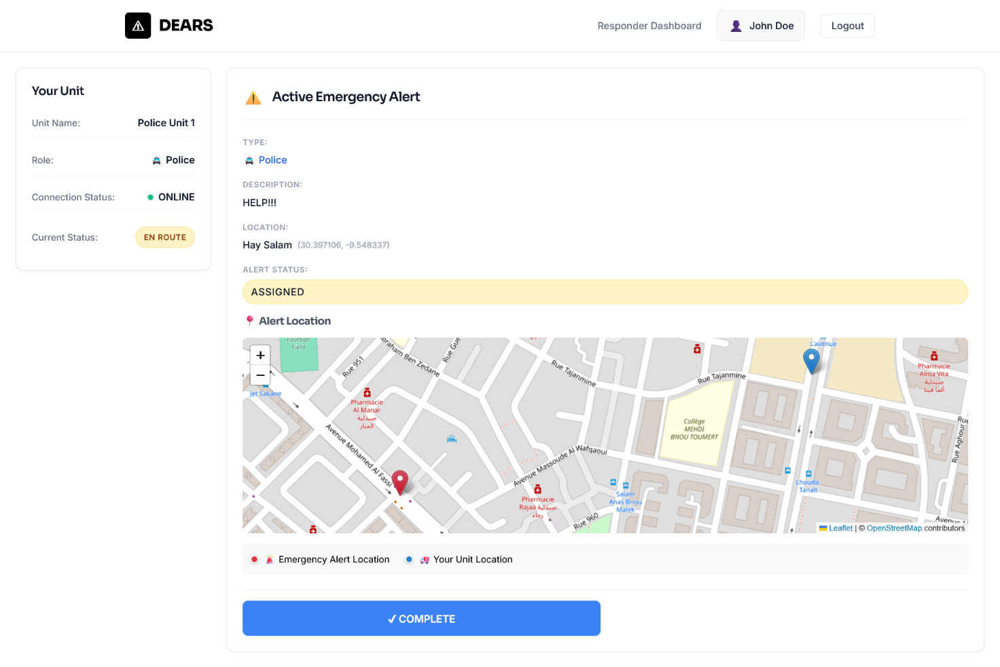 DEARS
Responder Dashboard
John Doe
Logout
Your Unit
Unit Name: Police Unit 1
Role: Police
Connection Status: ONLINE
Current Status: EN ROUTE
Active Emergency Alert
TYPE:
Police
DESCRIPTION:
HELP!!!
LOCATION:
Hay Salam (30.397106, -9.548337)
ALERT STATUS:
ASSIGNED
Alert Location
+
−
Football
Field
Rue 951
Abraham Ben Zedane
Rue Gue
Rue Tajanmine
Rue Tajanmine
L'avenue
Pharmacie
Alma Vita
صيدلية
ألما فيتا
Jet Sakane
Pharmacie
Al Manar
صيدلية
المنار
Collège
MEHDI
BNOU TOUMERT
Avenue Mohamed Al Fassi
Avenue Massoude Al Wafqaoui
Rue Aghour
Rue
Lhouda-
Tanalt
Salam
Anas Bnou
Malek
Pharmacie
Rajaa صيدلية
رجاء
Rue 960
Avenue
Leaflet | © OpenStreetMap contributors
Emergency Alert Location
Your Unit Location
✓ COMPLETE